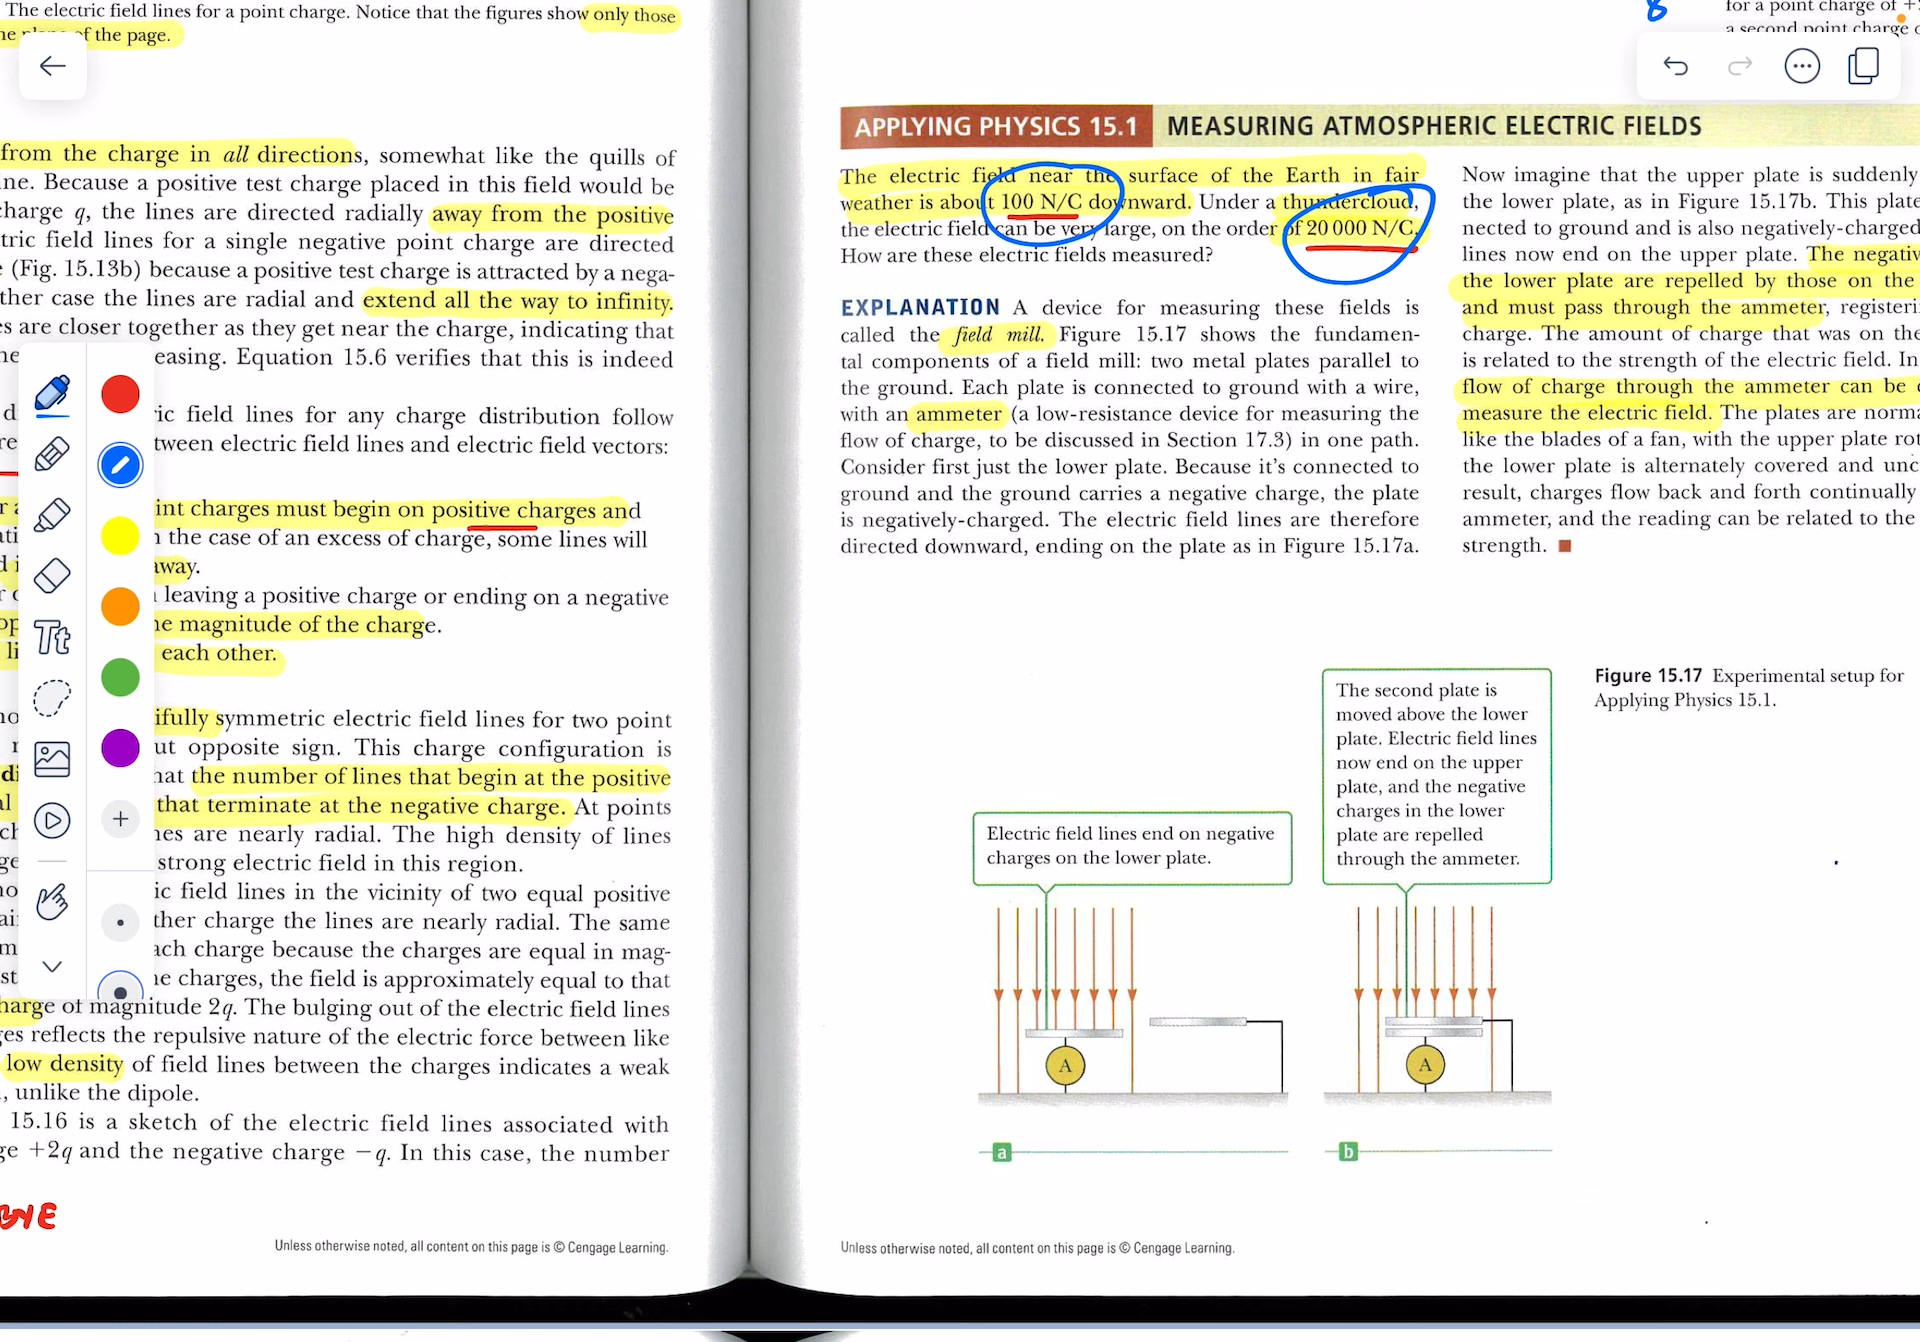 The electric field lines for a point charge. Notice that the figures show only those
of the page.
from the charge in all directions, somewhat like the quills of
ine. Because a positive test charge placed in this field would be
charge q, the lines are directed radially away from the positive
tric field lines for a single negative point charge are directed
(Fig. 15.13b) because a positive test charge is attracted by a nega-
ther case the lines are radial and extend all the way to infinity.
es are closer together as they get near the charge, indicating that
easing. Equation 15.6 verifies that this is indeed
ric field lines for any charge distribution follow
tween electric field lines and electric field vectors:
int charges must begin on positive charges and
n the case of an excess of charge, some lines will
away.
leaving a positive charge or ending on a negative
he magnitude of the charge.
each other.
ifully symmetric electric field lines for two point
ut opposite sign. This charge configuration is
hat the number of lines that begin at the positive
that terminate at the negative charge. At points
nes are nearly radial. The high density of lines
strong electric field in this region.
ic field lines in the vicinity of two equal positive
ther charge the lines are nearly radial. The same
ach charge because the charges are equal in mag-
he charges, the field is approximately equal to that
harge of magnitude 2q. The bulging out of the electric field lines
ges reflects the repulsive nature of the electric force between like
low density of field lines between the charges indicates a weak
, unlike the dipole.
15.16 is a sketch of the electric field lines associated with
ge +2q and the negative charge −q. In this case, the number
Unless otherwise noted, all content on this page is © Cengage Learning.
Tt
8
for a point charge of +
a second point charge
APPLYING PHYSICS 15.1 MEASURING ATMOSPHERIC ELECTRIC FIELDS
The electric field near the surface of the Earth in fair
weather is about 100 N/C downward. Under a thundercloud,
the electric field can be very large, on the order of 20 000 N/C.
How are these electric fields measured?
EXPLANATION A device for measuring these fields is
called the field mill. Figure 15.17 shows the fundamen-
tal components of a field mill: two metal plates parallel to
the ground. Each plate is connected to ground with a wire,
with an ammeter (a low-resistance device for measuring the
flow of charge, to be discussed in Section 17.3) in one path.
Consider first just the lower plate. Because it's connected to
ground and the ground carries a negative charge, the plate
is negatively-charged. The electric field lines are therefore
directed downward, ending on the plate as in Figure 15.17a.
Now imagine that the upper plate is suddenly
the lower plate, as in Figure 15.17b. This plate
nected to ground and is also negatively-charged
lines now end on the upper plate. The negativ
the lower plate are repelled by those on the
and must pass through the ammeter, registeri
charge. The amount of charge that was on the
is related to the strength of the electric field. In
flow of charge through the ammeter can be
measure the electric field. The plates are norma
like the blades of a fan, with the upper plate rot
the lower plate is alternately covered and unc
result, charges flow back and forth continually
ammeter, and the reading can be related to the
strength.
Electric field lines end on negative
charges on the lower plate.
A
a
The second plate is
moved above the lower
plate. Electric field lines
now end on the upper
plate, and the negative
charges in the lower
plate are repelled
through the ammeter.
A
b
Figure 15.17 Experimental setup for
Applying Physics 15.1.
Unless otherwise noted, all content on this page is © Cengage Learning.